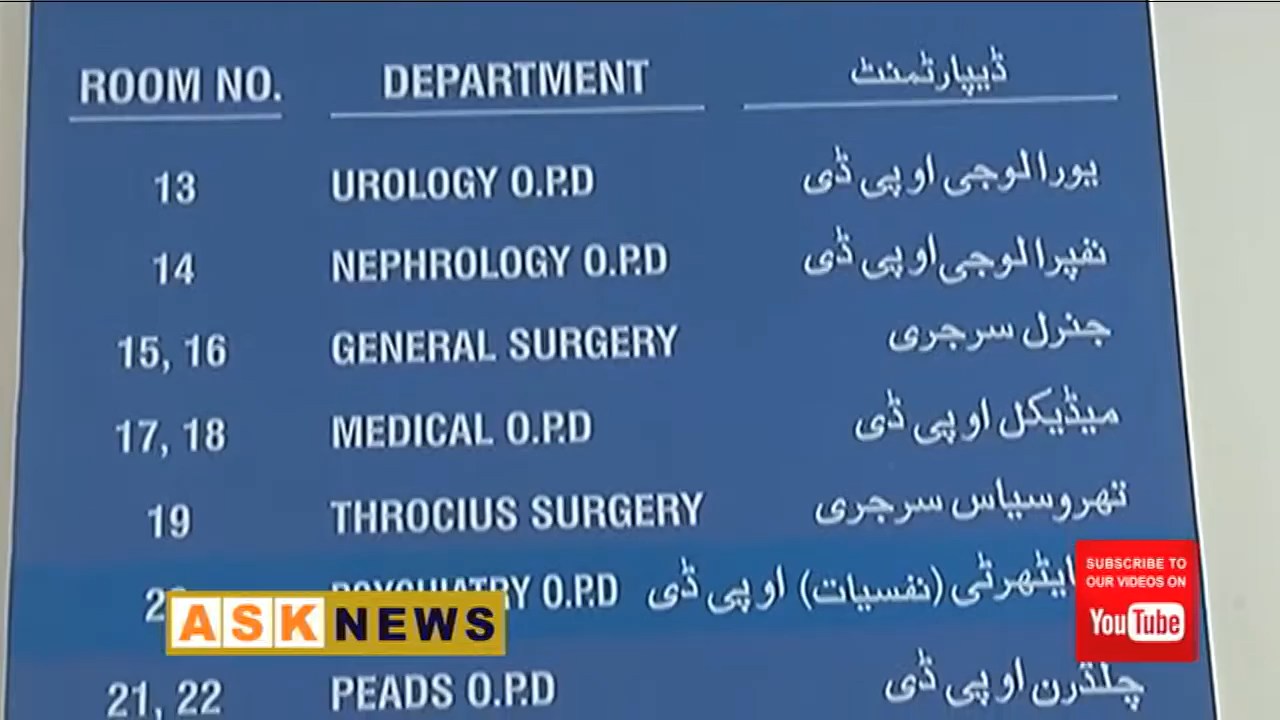 ROOM NO. DEPARTMENT ڈیپارٹمنٹ
13 UROLOGY O.P.D یورالوجی او پی ڈی
14 NEPHROLOGY O.P.D نفپرالوجی او پی ڈی
15, 16 GENERAL SURGERY جنرل سرجری
17, 18 MEDICAL O.P.D میڈیکل او پی ڈی
19 THROCIUS SURGERY تھروسیاس سرجری
PSYCHIATRY O.P.D (نفسیات) او پی ڈی
21, 22 PEADS O.P.D چلڈرن او پی ڈی
ASK NEWS
SUBSCRIBE TO
OUR VIDEOS ON
YouTube